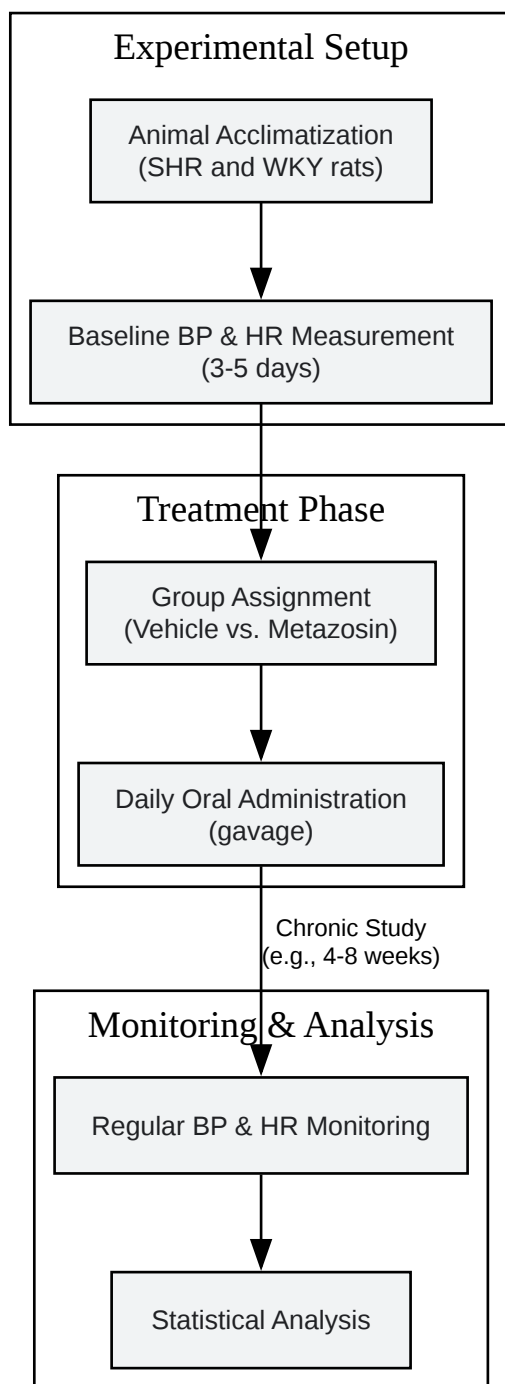 Experimental Setup
Animal Acclimatization
(SHR and WKY rats)
Baseline BP & HR Measurement
(3-5 days)
Treatment Phase
Group Assignment
(Vehicle vs. Metazosin)
Daily Oral Administration
(gavage)
Chronic Study
(e.g., 4-8 weeks)
Monitoring & Analysis
Regular BP & HR Monitoring
Statistical Analysis